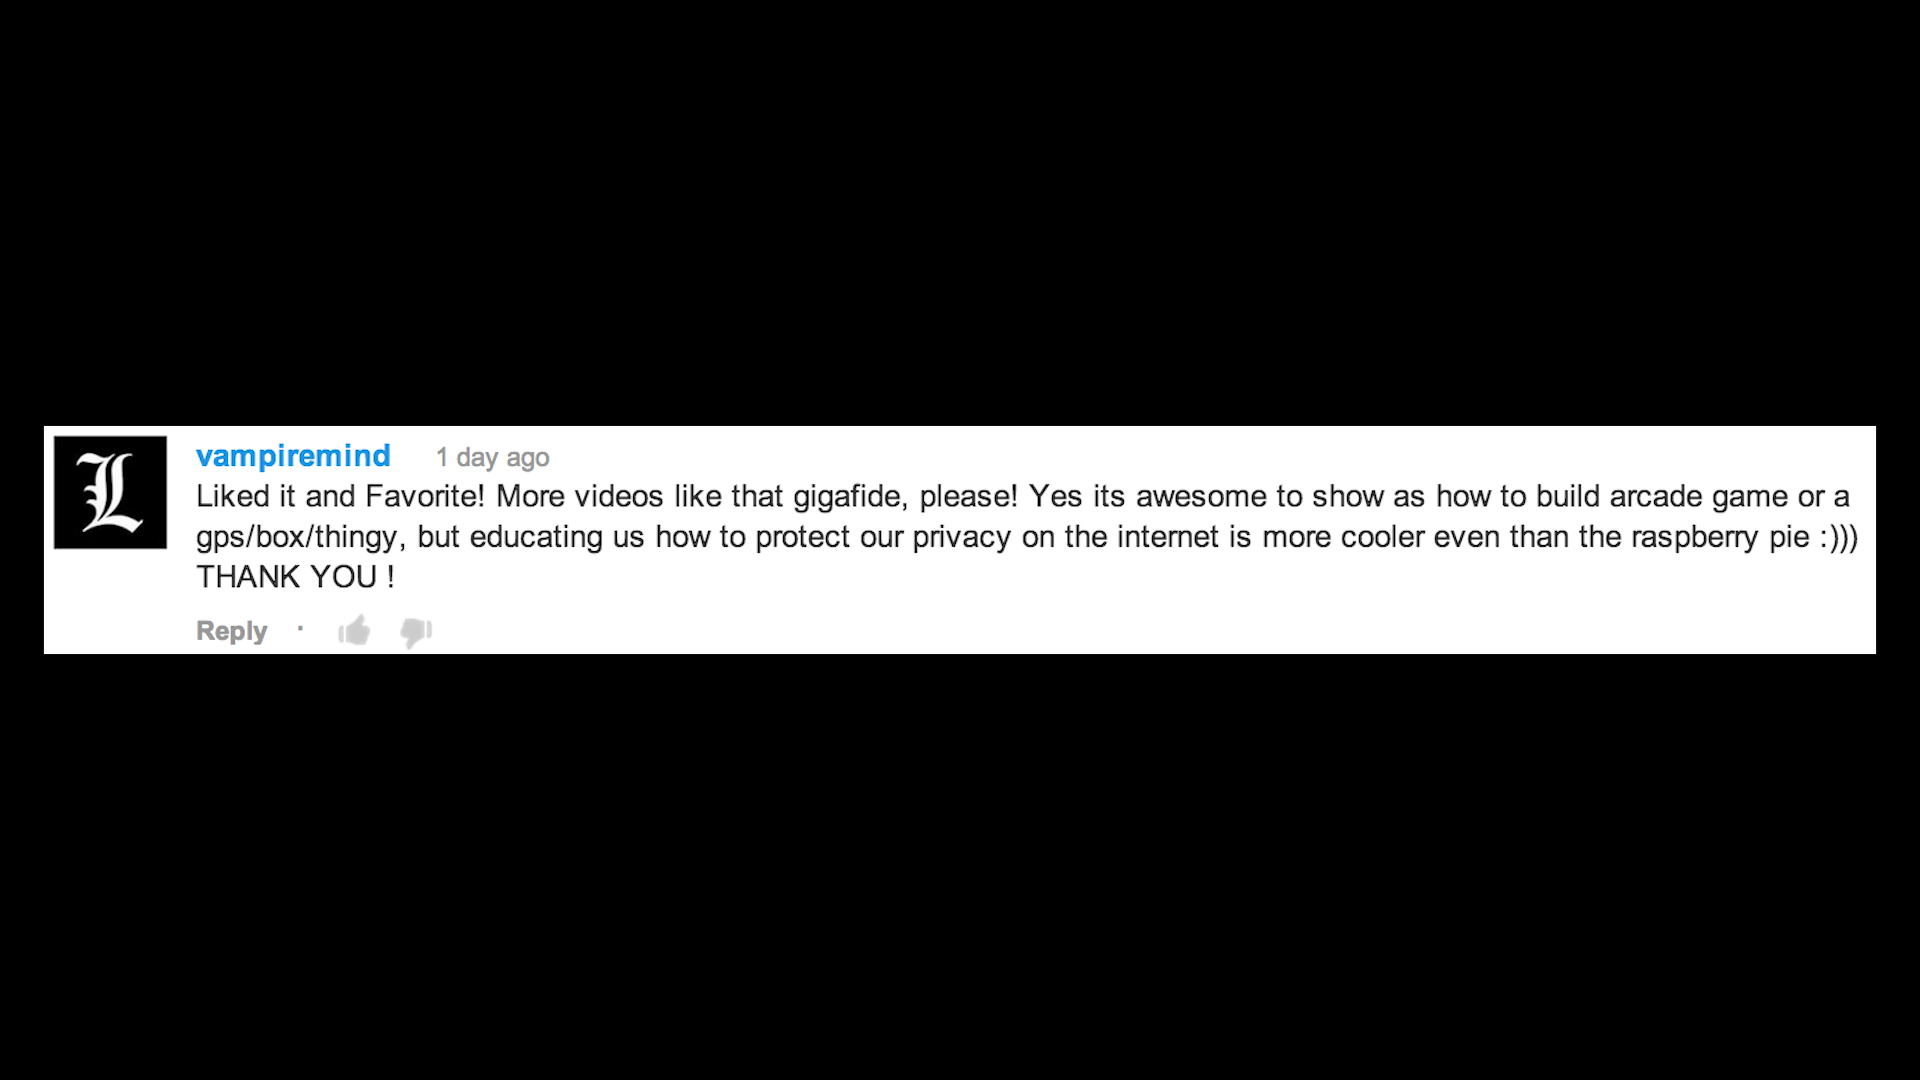 L
vampiremind 1 day ago
Liked it and Favorite! More videos like that gigafide, please! Yes its awesome to show as how to build arcade game or a
gps/box/thingy, but educating us how to protect our privacy on the internet is more cooler even than the raspberry pie :)))
THANK YOU !
Reply ·